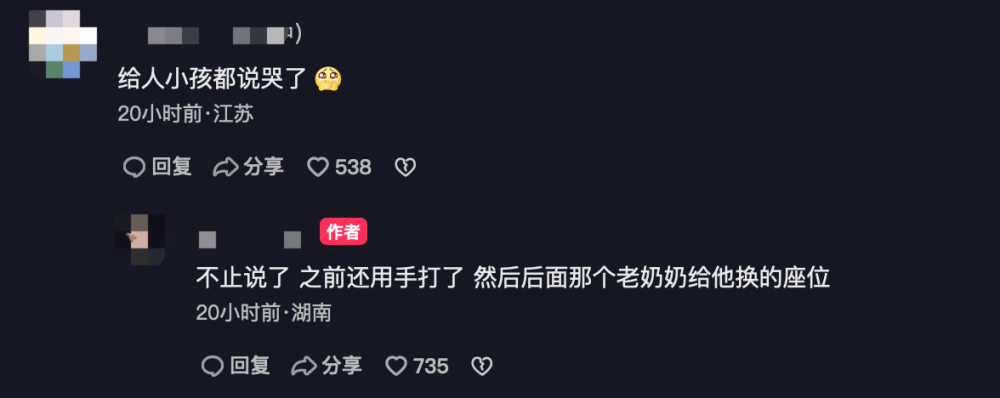 给人小孩都说哭了
20小时前·江苏
回复 分享 538
作者
不止说了 之前还用手打了 然后后面那个老奶奶给他换的座位
20小时前·湖南
回复 分享 735